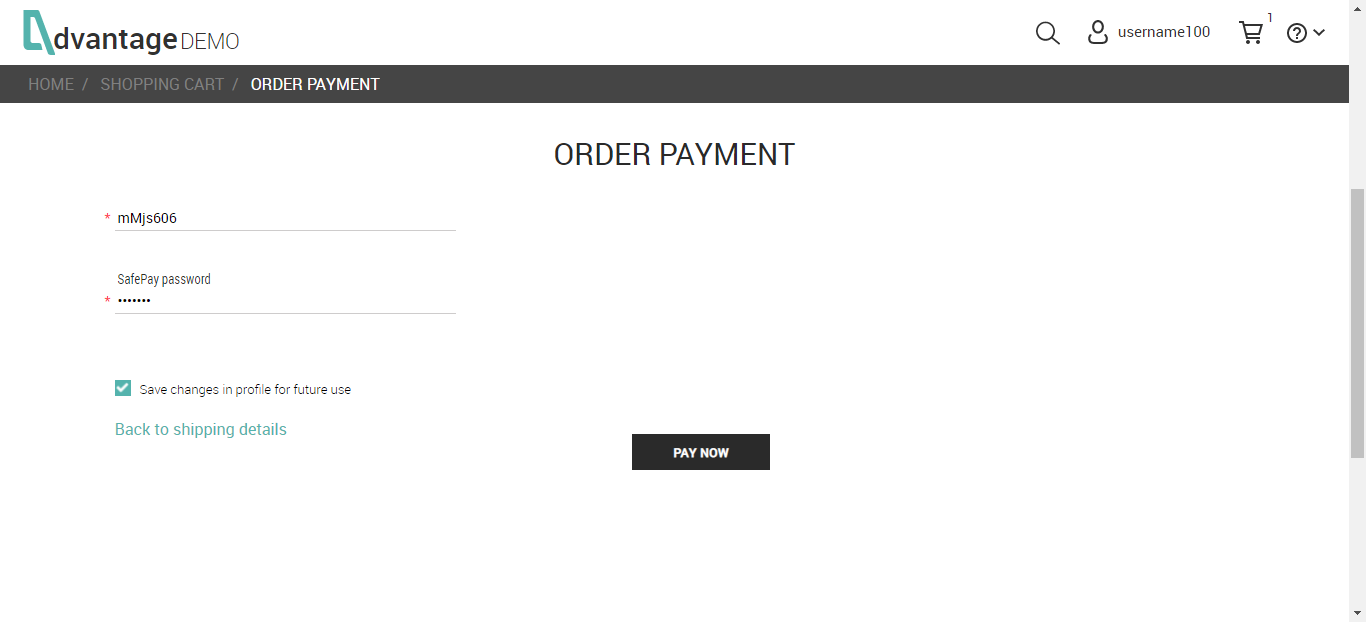 dvantage DEMO
username100
1
?
HOME / SHOPPING CART / ORDER PAYMENT
ORDER PAYMENT
* mMjs606
SafePay password
* •••••••
Save changes in profile for future use
Back to shipping details
PAY NOW